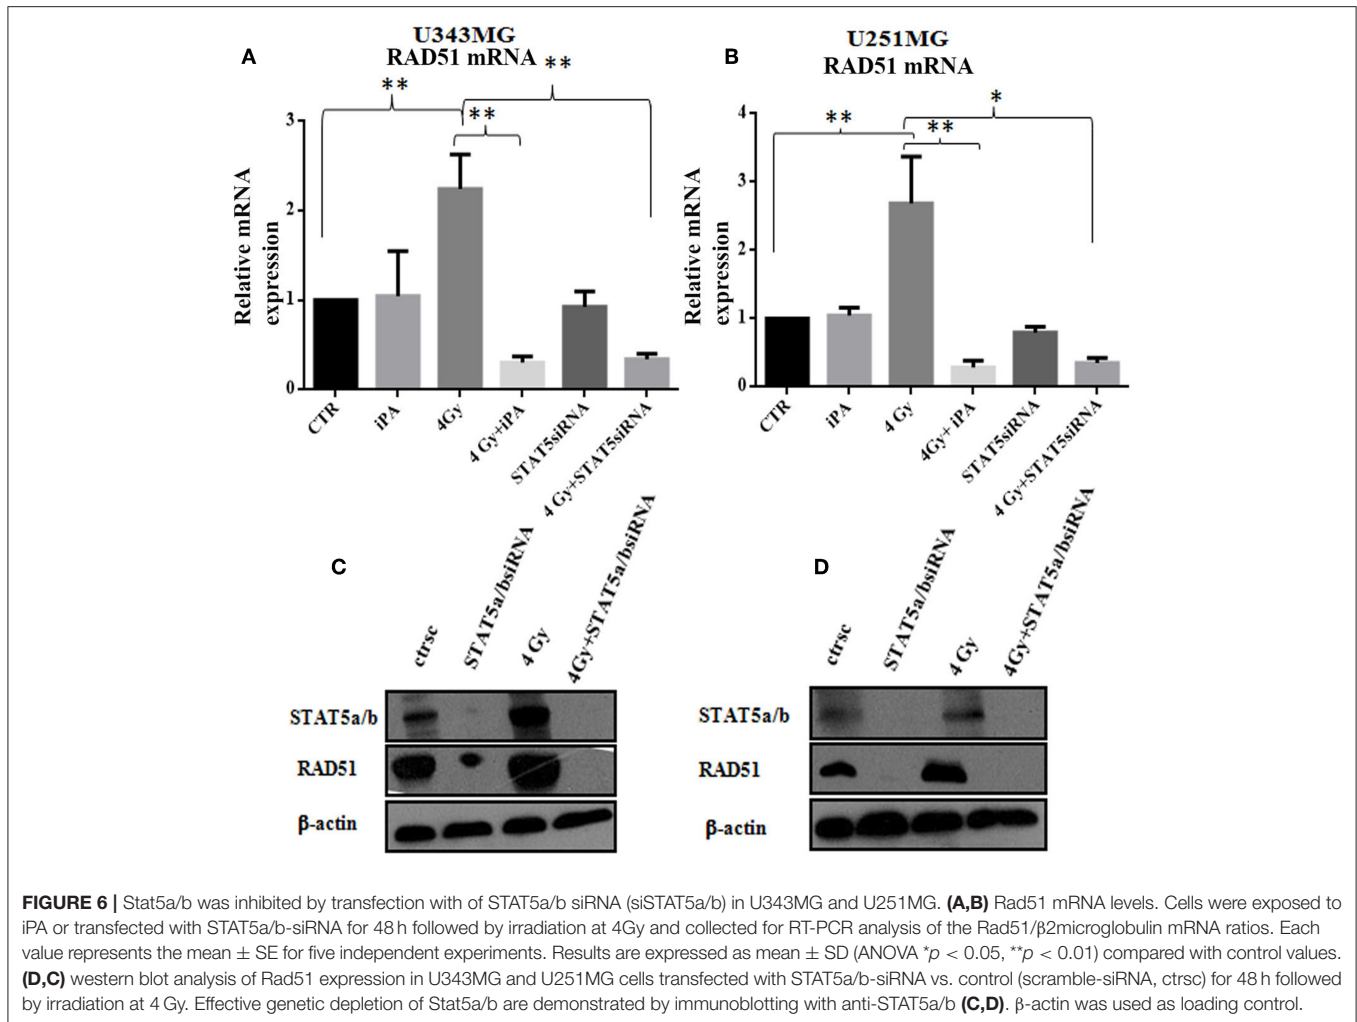 A
U343MG
RAD51 mRNA
**
**
**
3
2
1
0
Relative mRNA
expression
CTR
iPA
4Gy
4 Gy+iPA
STAT5siRNA
4 Gy+STAT5siRNA
B
U251MG
RAD51 mRNA
**
**
*
4
3
2
1
0
Relative mRNA
expression
CTR
iPA
4 Gy
4Gy+ iPA
STAT5siRNA
4 Gy+STAT5siRNA
C
ctrsc
STAT5a/bsiRNA
4 Gy
4Gy+STAT5a/bsiRNA
STAT5a/b
RAD51
β-actin
D
ctrsc
STAT5a/bsiRNA
4 Gy
4Gy+STAT5a/bsiRNA
STAT5a/b
RAD51
β-actin
FIGURE 6 | Stat5a/b was inhibited by transfection with of STAT5a/b siRNA (siSTAT5a/b) in U343MG and U251MG. (A,B) Rad51 mRNA levels. Cells were exposed to
iPA or transfected with STAT5a/b-siRNA for 48 h followed by irradiation at 4Gy and collected for RT-PCR analysis of the Rad51/β2microglobulin mRNA ratios. Each
value represents the mean ± SE for five independent experiments. Results are expressed as mean ± SD (ANOVA *p < 0.05, **p < 0.01) compared with control values.
(D,C) western blot analysis of Rad51 expression in U343MG and U251MG cells transfected with STAT5a/b-siRNA vs. control (scramble-siRNA, ctrsc) for 48 h followed
by irradiation at 4 Gy. Effective genetic depletion of Stat5a/b are demonstrated by immunoblotting with anti-STAT5a/b (C,D). β-actin was used as loading control.